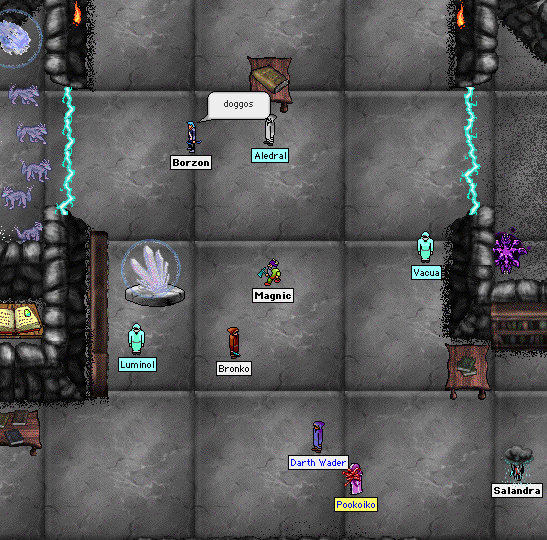 doggos
Borzon
Aledral
Vacua
Magnic
Luminol
Bronko
Darth Wader
Salandra
Pookoiko